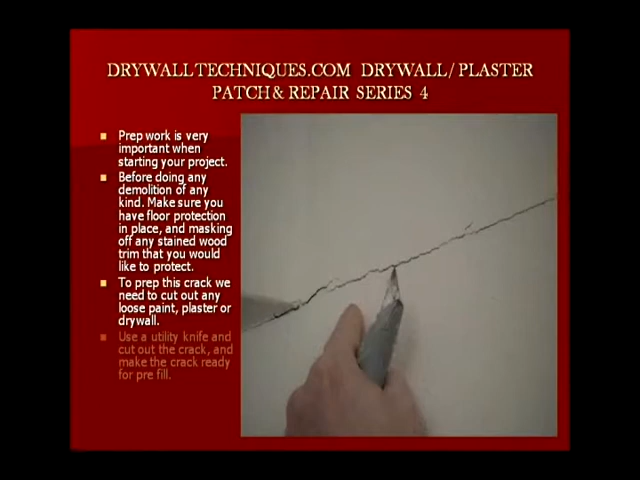 DRYWALLTECHNIQUES.COM DRYWALL/ PLASTER
PATCH & REPAIR SERIES 4
Prep work is very
important when
starting your project.
Before doing any
demolition of any
kind. Make sure you
have floor protection
in place, and masking
off any stained wood
trim that you would
like to protect.
To prep this crack we
need to cut out any
loose paint, plaster or
drywall.
Use a utility knife and
cut out the crack, and
make the crack ready
for pre fill.